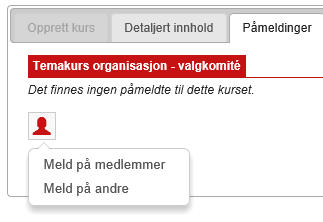 Opprett kurs Detaljert innhold Påmeldinger
Temakurs organisasjon - valgkomité
Det finnes ingen påmeldte til dette kurset.
Meld på medlemmer
Meld på andre